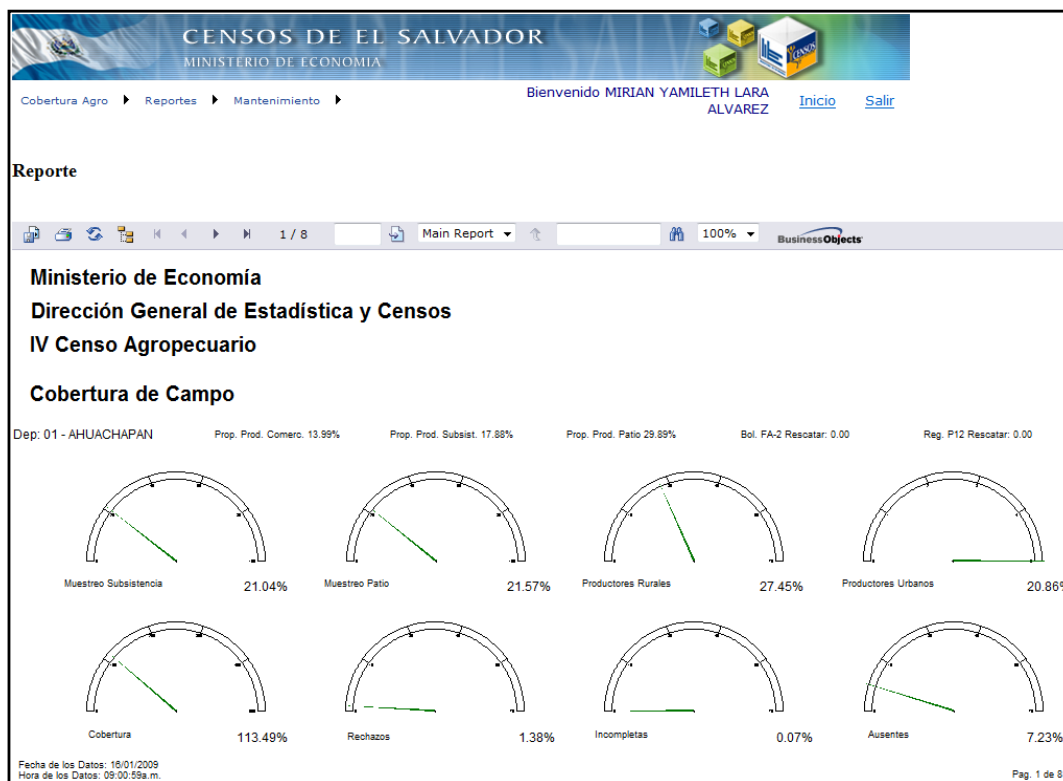 CENSOS DE EL SALVADOR
MINISTERIO DE ECONOMIA
Cobertura Agro Reportes Mantenimiento
Bienvenido MIRIAN YAMILETH LARA
ALVAREZ
Inicio Salir
Reporte
1 / 8 Main Report 100% BusinessObjects
Ministerio de Economía
Dirección General de Estadística y Censos
IV Censo Agropecuario
Cobertura de Campo
Dep: 01 - AHUACHAPAN Prop. Prod. Comerc. 13.99% Prop. Prod. Subsist. 17.88% Prop. Prod. Patio 29.89% Bol. FA-2 Rescatar: 0.00 Reg. P12 Rescatar: 0.00
Muestreo Subsistencia 21.04% Muestreo Patio 21.57% Productores Rurales 27.45% Productores Urbanos 20.86%
Cobertura 113.49% Rechazos 1.38% Incompletas 0.07% Ausentes 7.23%
Fecha de los Datos: 16/01/2009
Hora de los Datos: 09:00:59a.m.
Pag. 1 de 8